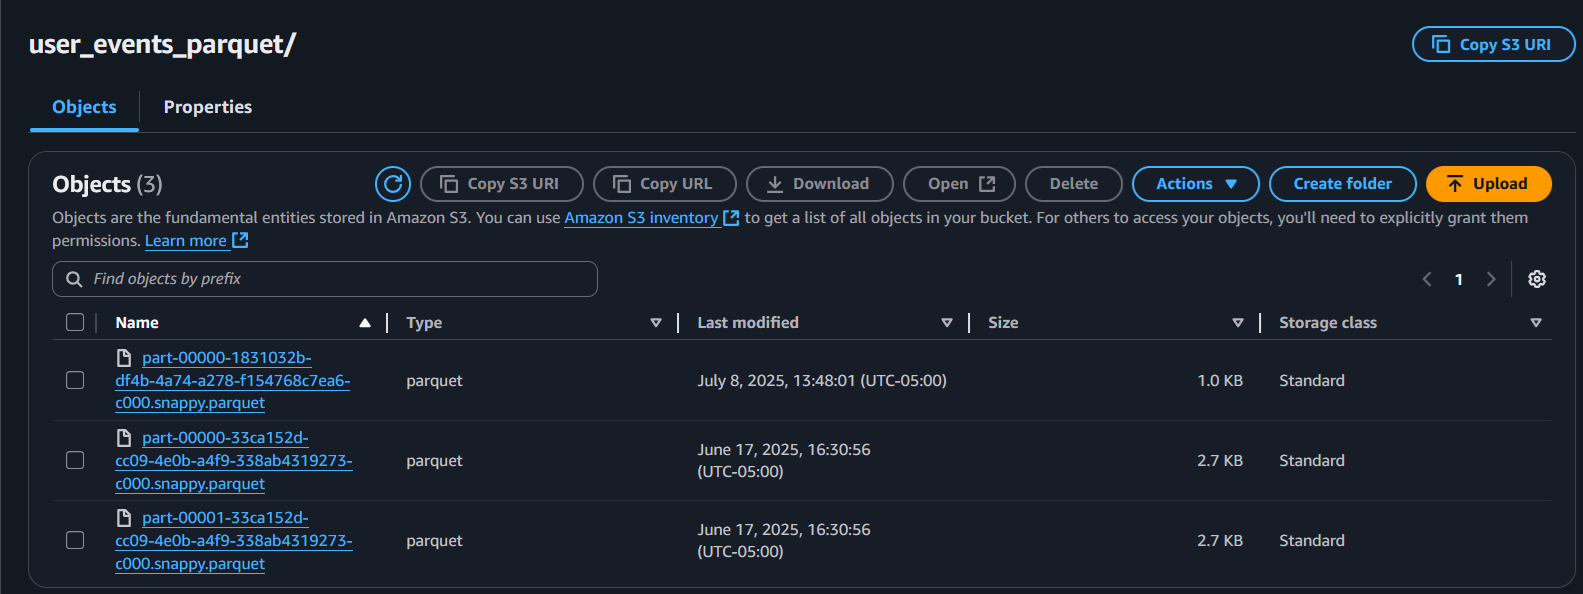 user_events_parquet/
Copy S3 URI
Objects
Properties
Objects (3)
Copy S3 URI
Copy URL
Download
Open
Delete
Actions
Create folder
Upload
Objects are the fundamental entities stored in Amazon S3. You can use Amazon S3 inventory to get a list of all objects in your bucket. For others to access your objects, you'll need to explicitly grant them
permissions. Learn more
Find objects by prefix
1
Name
Type
Last modified
Size
Storage class
part-00000-1831032b-
df4b-4a74-a278-f154768c7ea6-
c000.snappy.parquet
parquet
July 8, 2025, 13:48:01 (UTC-05:00)
1.0 KB
Standard
part-00000-33ca152d-
cc09-4e0b-a4f9-338ab4319273-
c000.snappy.parquet
parquet
June 17, 2025, 16:30:56
(UTC-05:00)
2.7 KB
Standard
part-00001-33ca152d-
cc09-4e0b-a4f9-338ab4319273-
c000.snappy.parquet
parquet
June 17, 2025, 16:30:56
(UTC-05:00)
2.7 KB
Standard